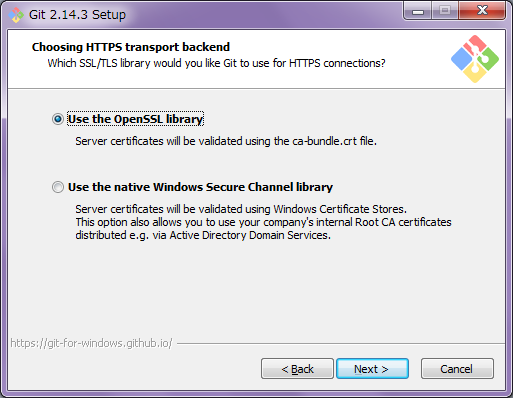 Git 2.14.3 Setup
Choosing HTTPS transport backend
Which SSL/TLS library would you like Git to use for HTTPS connections?
Use the OpenSSL library
Server certificates will be validated using the ca-bundle.crt file.
Use the native Windows Secure Channel library
Server certificates will be validated using Windows Certificate Stores.
This option also allows you to use your company's internal Root CA certificates
distributed e.g. via Active Directory Domain Services.
https://git-for-windows.github.io/
< Back
Next >
Cancel